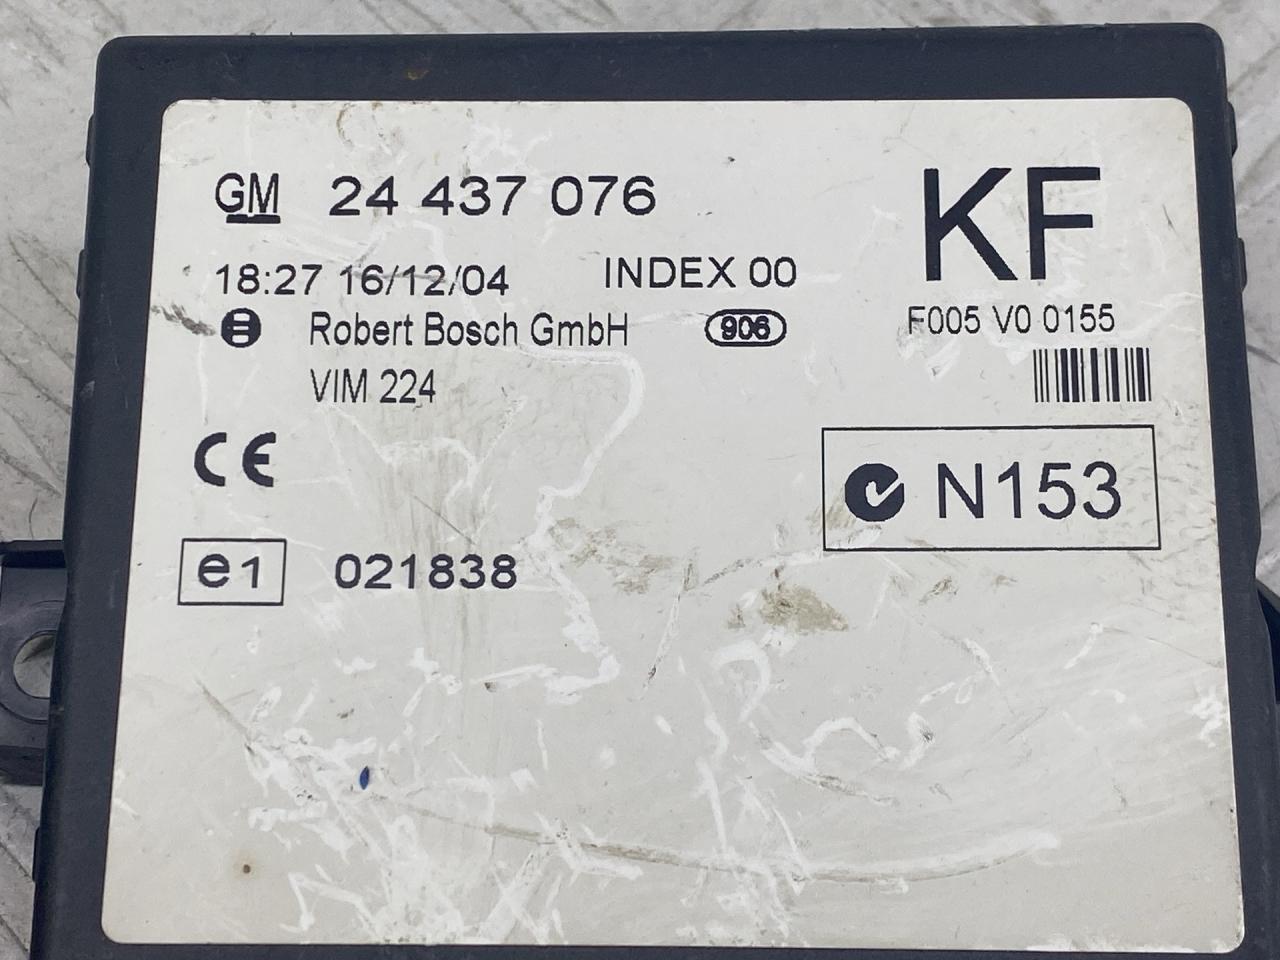 GM 24 437 076
KF
18:27 16/12/04 INDEX 00
Robert Bosch GmbH 906
F005 V0 0155
VIM 224
CE
N153
e1 021838